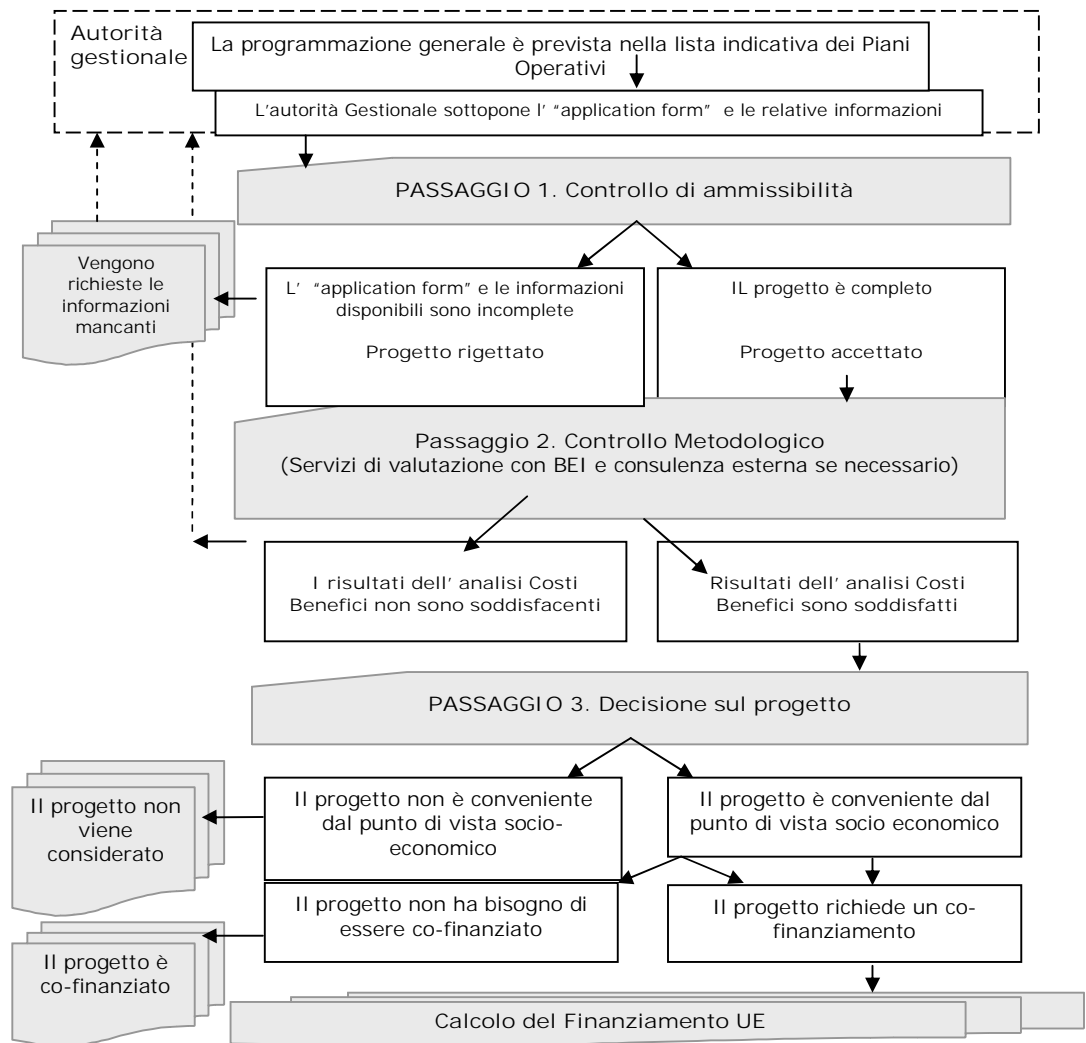 Autorità
gestionale
La programmazione generale è prevista nella lista indicativa dei Piani
Operativi
L'autorità Gestionale sottopone l' "application form" e le relative informazioni
PASSAGGIO 1. Controllo di ammissibilità
Vengono
richieste le
informazioni
mancanti
L' "application form" e le informazioni
disponibili sono incomplete
Progetto rigettato
IL progetto è completo
Progetto accettato
Passaggio 2. Controllo Metodologico
(Servizi di valutazione con BEI e consulenza esterna se necessario)
I risultati dell' analisi Costi
Benefici non sono soddisfacenti
Risultati dell' analisi Costi
Benefici sono soddisfatti
PASSAGGIO 3. Decisione sul progetto
Il progetto non
viene
considerato
Il progetto non è conveniente
dal punto di vista socio-
economico
Il progetto è conveniente dal
punto di vista socio economico
Il progetto non ha bisogno di
essere co-finanziato
Il progetto richiede un co-
finanziamento
Il progetto è
co-finanziato
Calcolo del Finanziamento UE